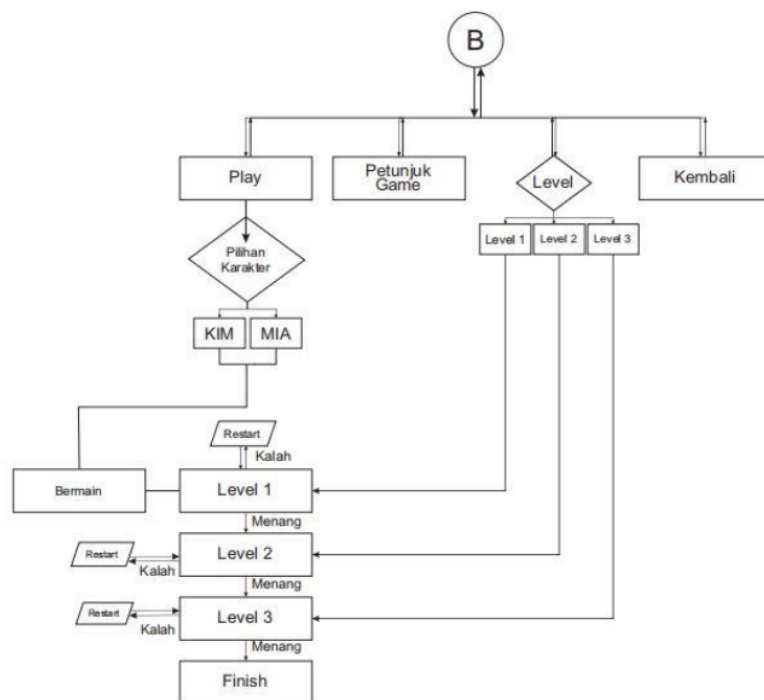 B
Play
Petunjuk
Game
Level
Kembali
Level 1
Level 2
Level 3
Pilihan
Karakter
KIM
MIA
Restart
Kalah
Bermain
Level 1
Menang
Restart
Kalah
Level 2
Menang
Restart
Kalah
Level 3
Menang
Finish